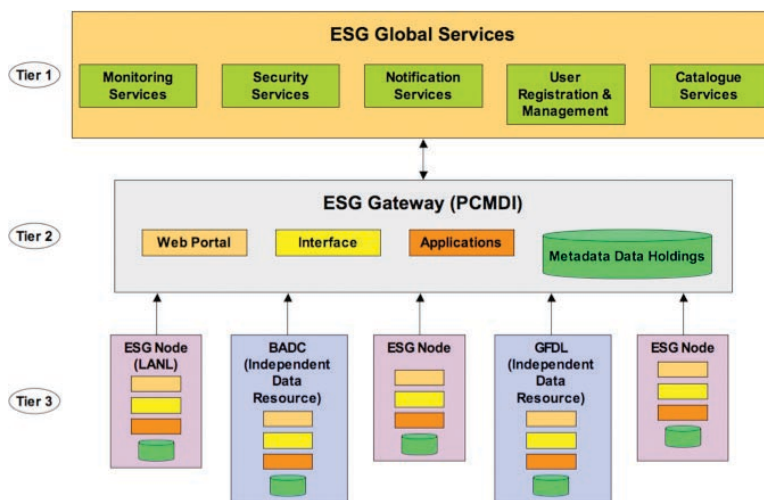 ESG Global Services
Tier 1
Monitoring
Services
Security
Services
Notification
Services
User
Registration &
Management
Catalogue
Services
ESG Gateway (PCMDI)
Tier 2
Web Portal
Interface
Applications
Metadata Data Holdings
Tier 3
ESG Node
(LANL)
BADC
(Independent
Data
Resource)
ESG Node
GFDL
(Independent
Data
Resource)
ESG Node